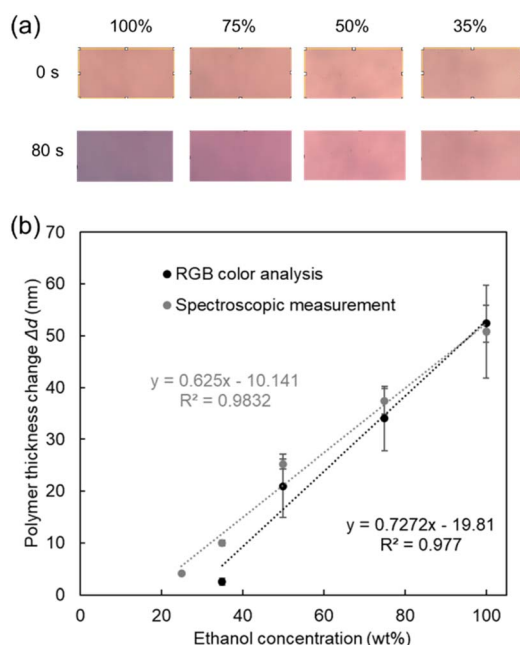 (a)
100% 75% 50% 35%
0 s
80 s
(b)
70
60
50
40
30
20
10
0
Polymer thickness change Δd (nm)
RGB color analysis
Spectroscopic measurement
y = 0.625x - 10.141
R² = 0.9832
y = 0.7272x - 19.81
R² = 0.977
0 20 40 60 80 100
Ethanol concentration (wt%)